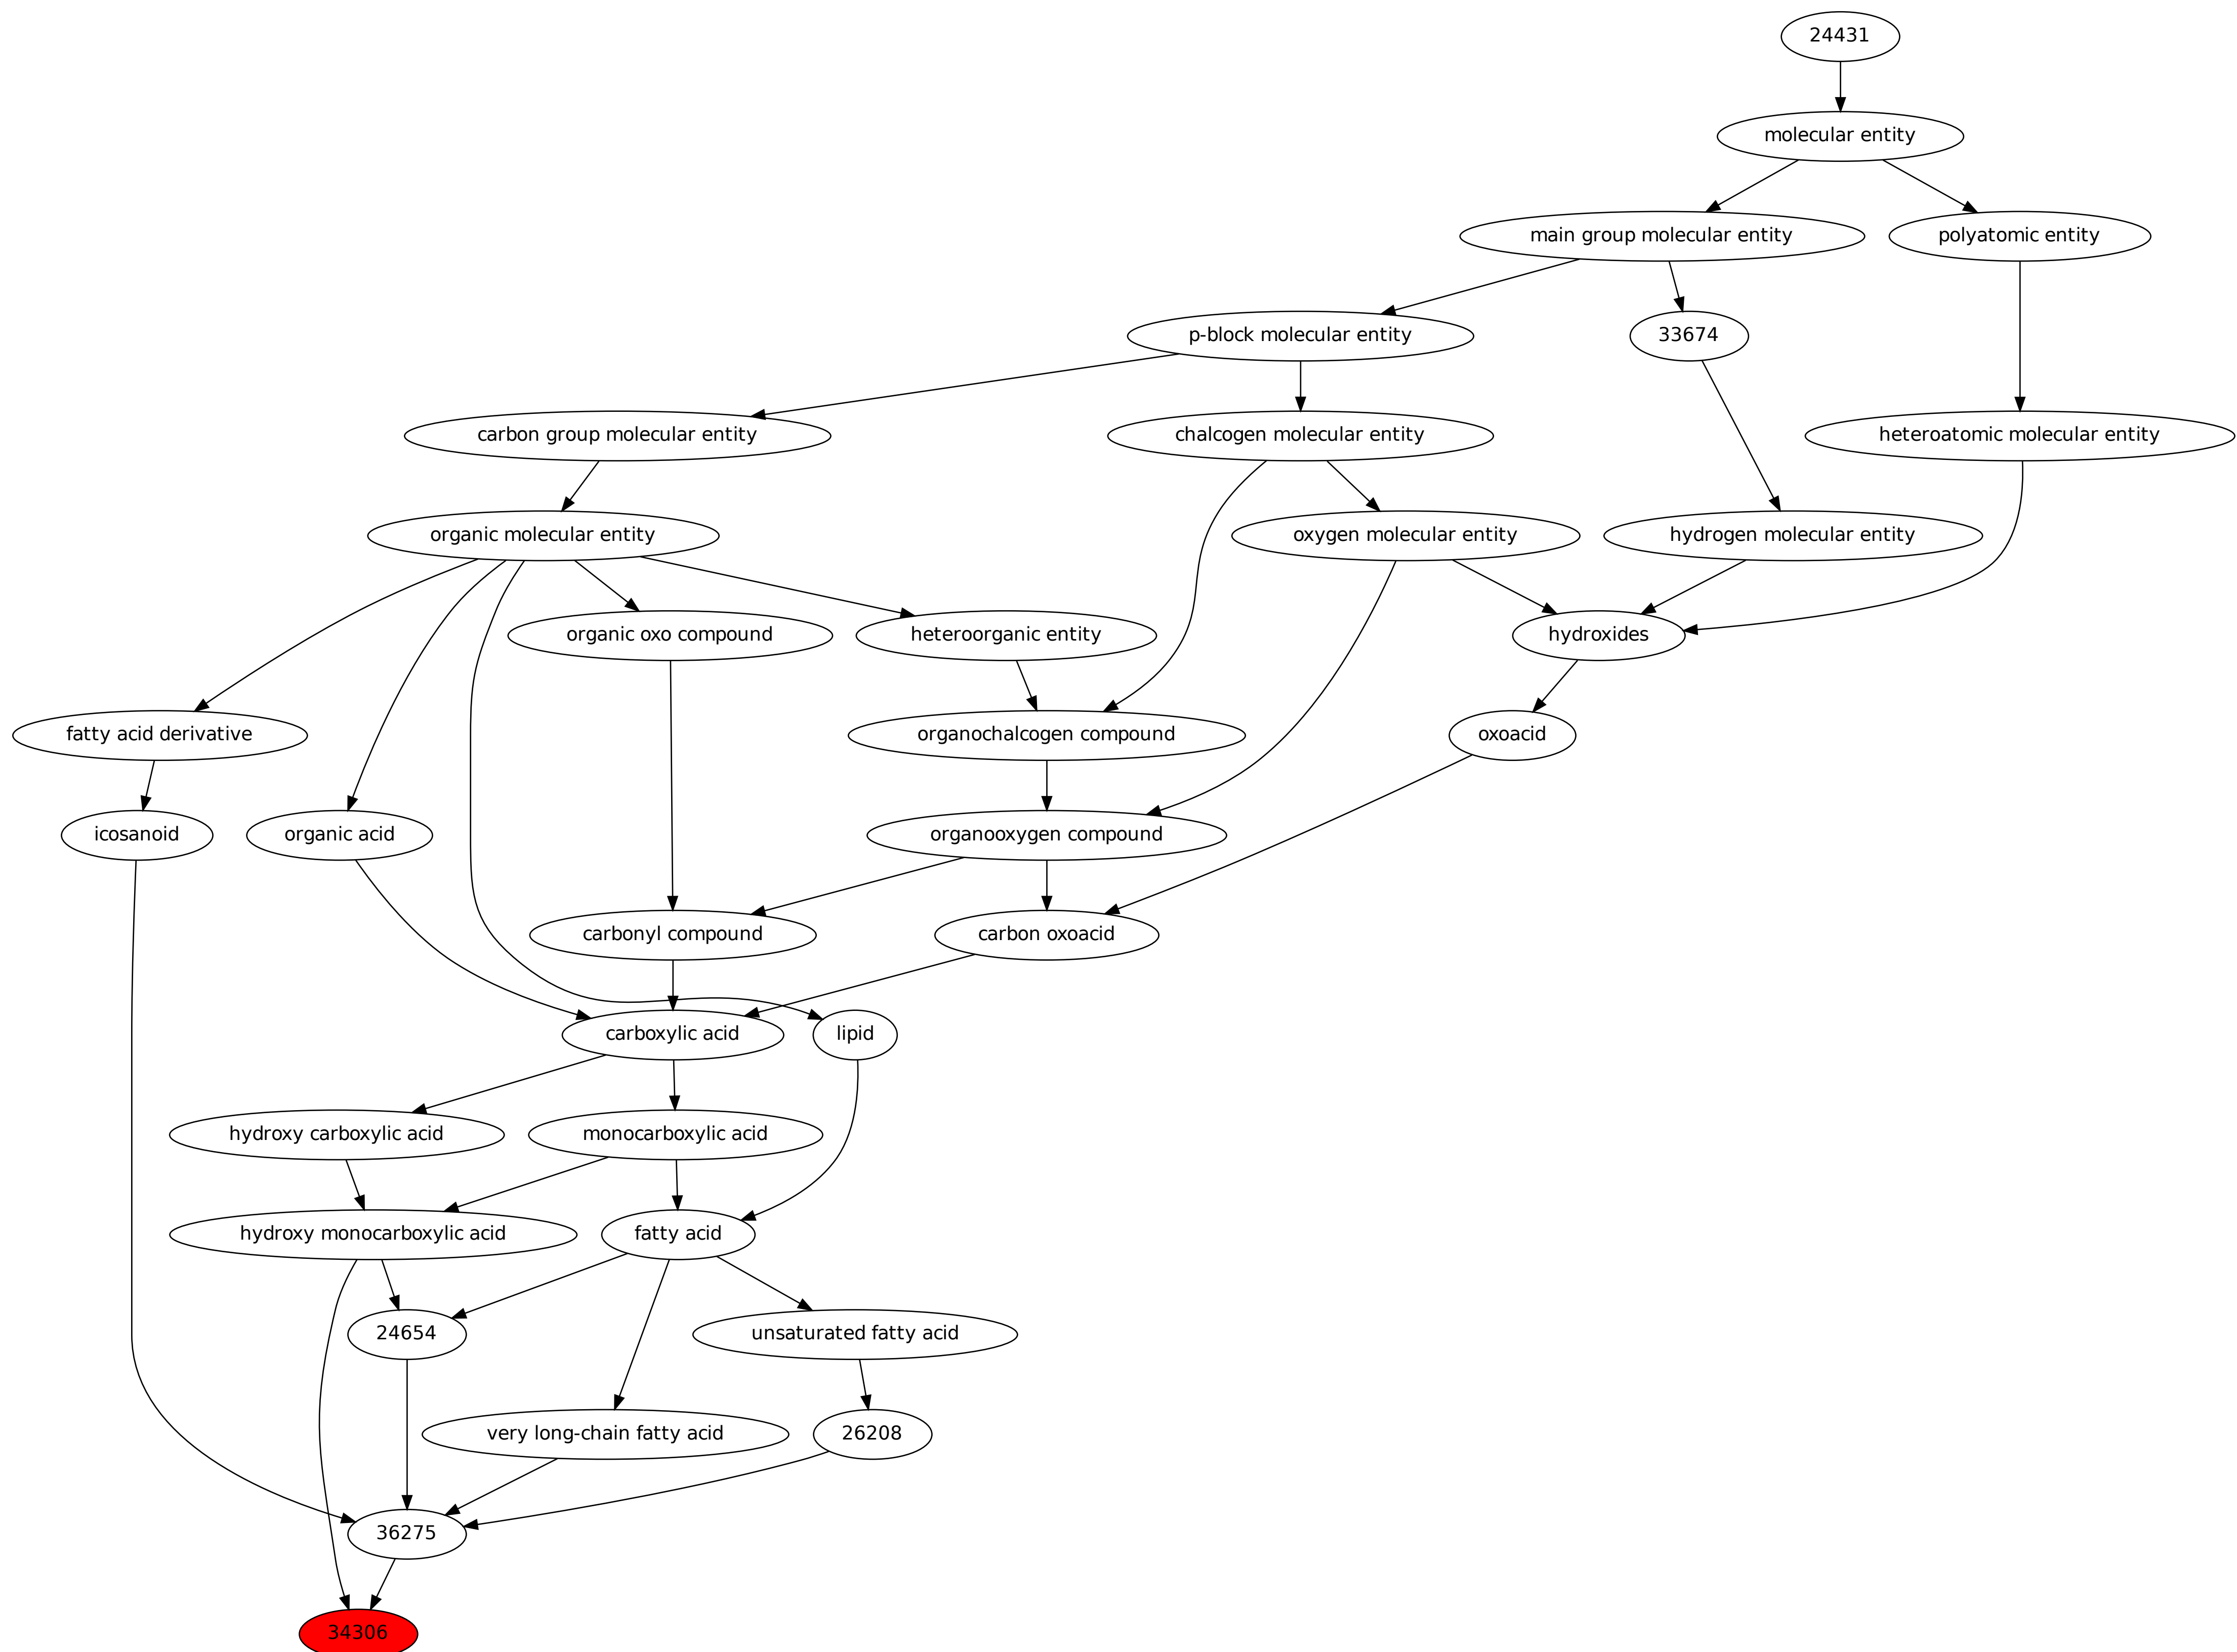 24431
molecular entity
main group molecular entity
polyatomic entity
p-block molecular entity
33674
carbon group molecular entity
chalcogen molecular entity
heteroatomic molecular entity
organic molecular entity
oxygen molecular entity
hydrogen molecular entity
organic oxo compound
heteroorganic entity
hydroxides
fatty acid derivative
organochalcogen compound
oxoacid
icosanoid
organic acid
organooxygen compound
carbonyl compound
carbon oxoacid
carboxylic acid
lipid
hydroxy carboxylic acid
monocarboxylic acid
hydroxy monocarboxylic acid
fatty acid
24654
unsaturated fatty acid
very long-chain fatty acid
26208
36275
34306